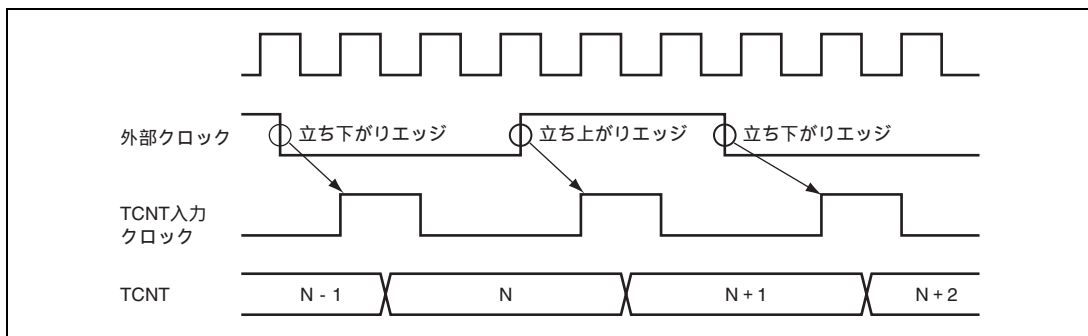 外部クロック
立ち下がりエッジ 立ち上がりエッジ 立ち下がりエッジ
TCNT入力
クロック
TCNT N - 1 N N + 1 N + 2